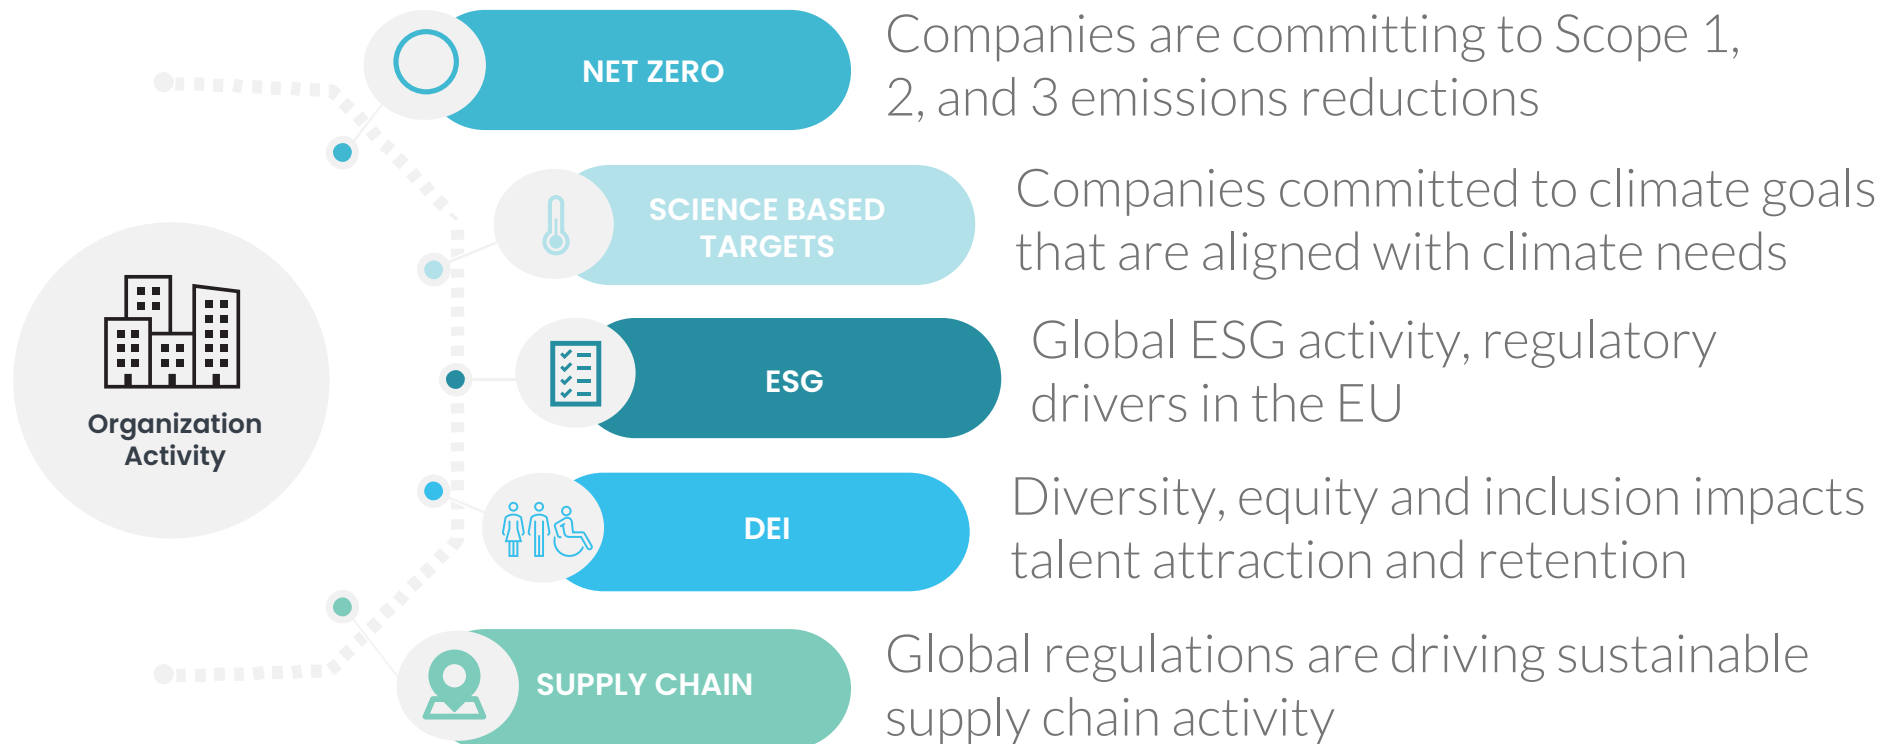 NET ZERO
Companies are committing to Scope 1,
2, and 3 emissions reductions
SCIENCE BASED
TARGETS
Companies committed to climate goals
that are aligned with climate needs
Organization
Activity
ESG
Global ESG activity, regulatory
drivers in the EU
DEI
Diversity, equity and inclusion impacts
talent attraction and retention
SUPPLY CHAIN
Global regulations are driving sustainable
supply chain activity